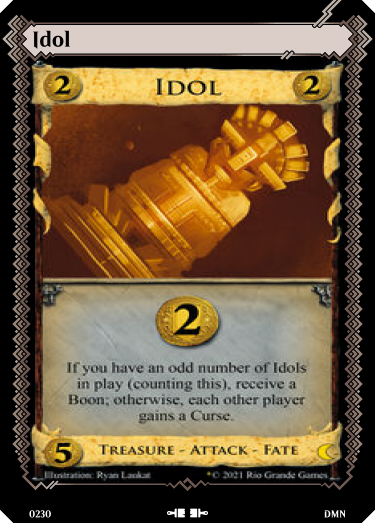 Idol
2 IDOL 2
2
If you have an odd number of Idols
in play (counting this), receive a
Boon; otherwise, each other player
gains a Curse.
5 TREASURE - ATTACK - FATE
Illustration: Ryan Laukat *© 2021 Rio Grande Games
0230 DMN